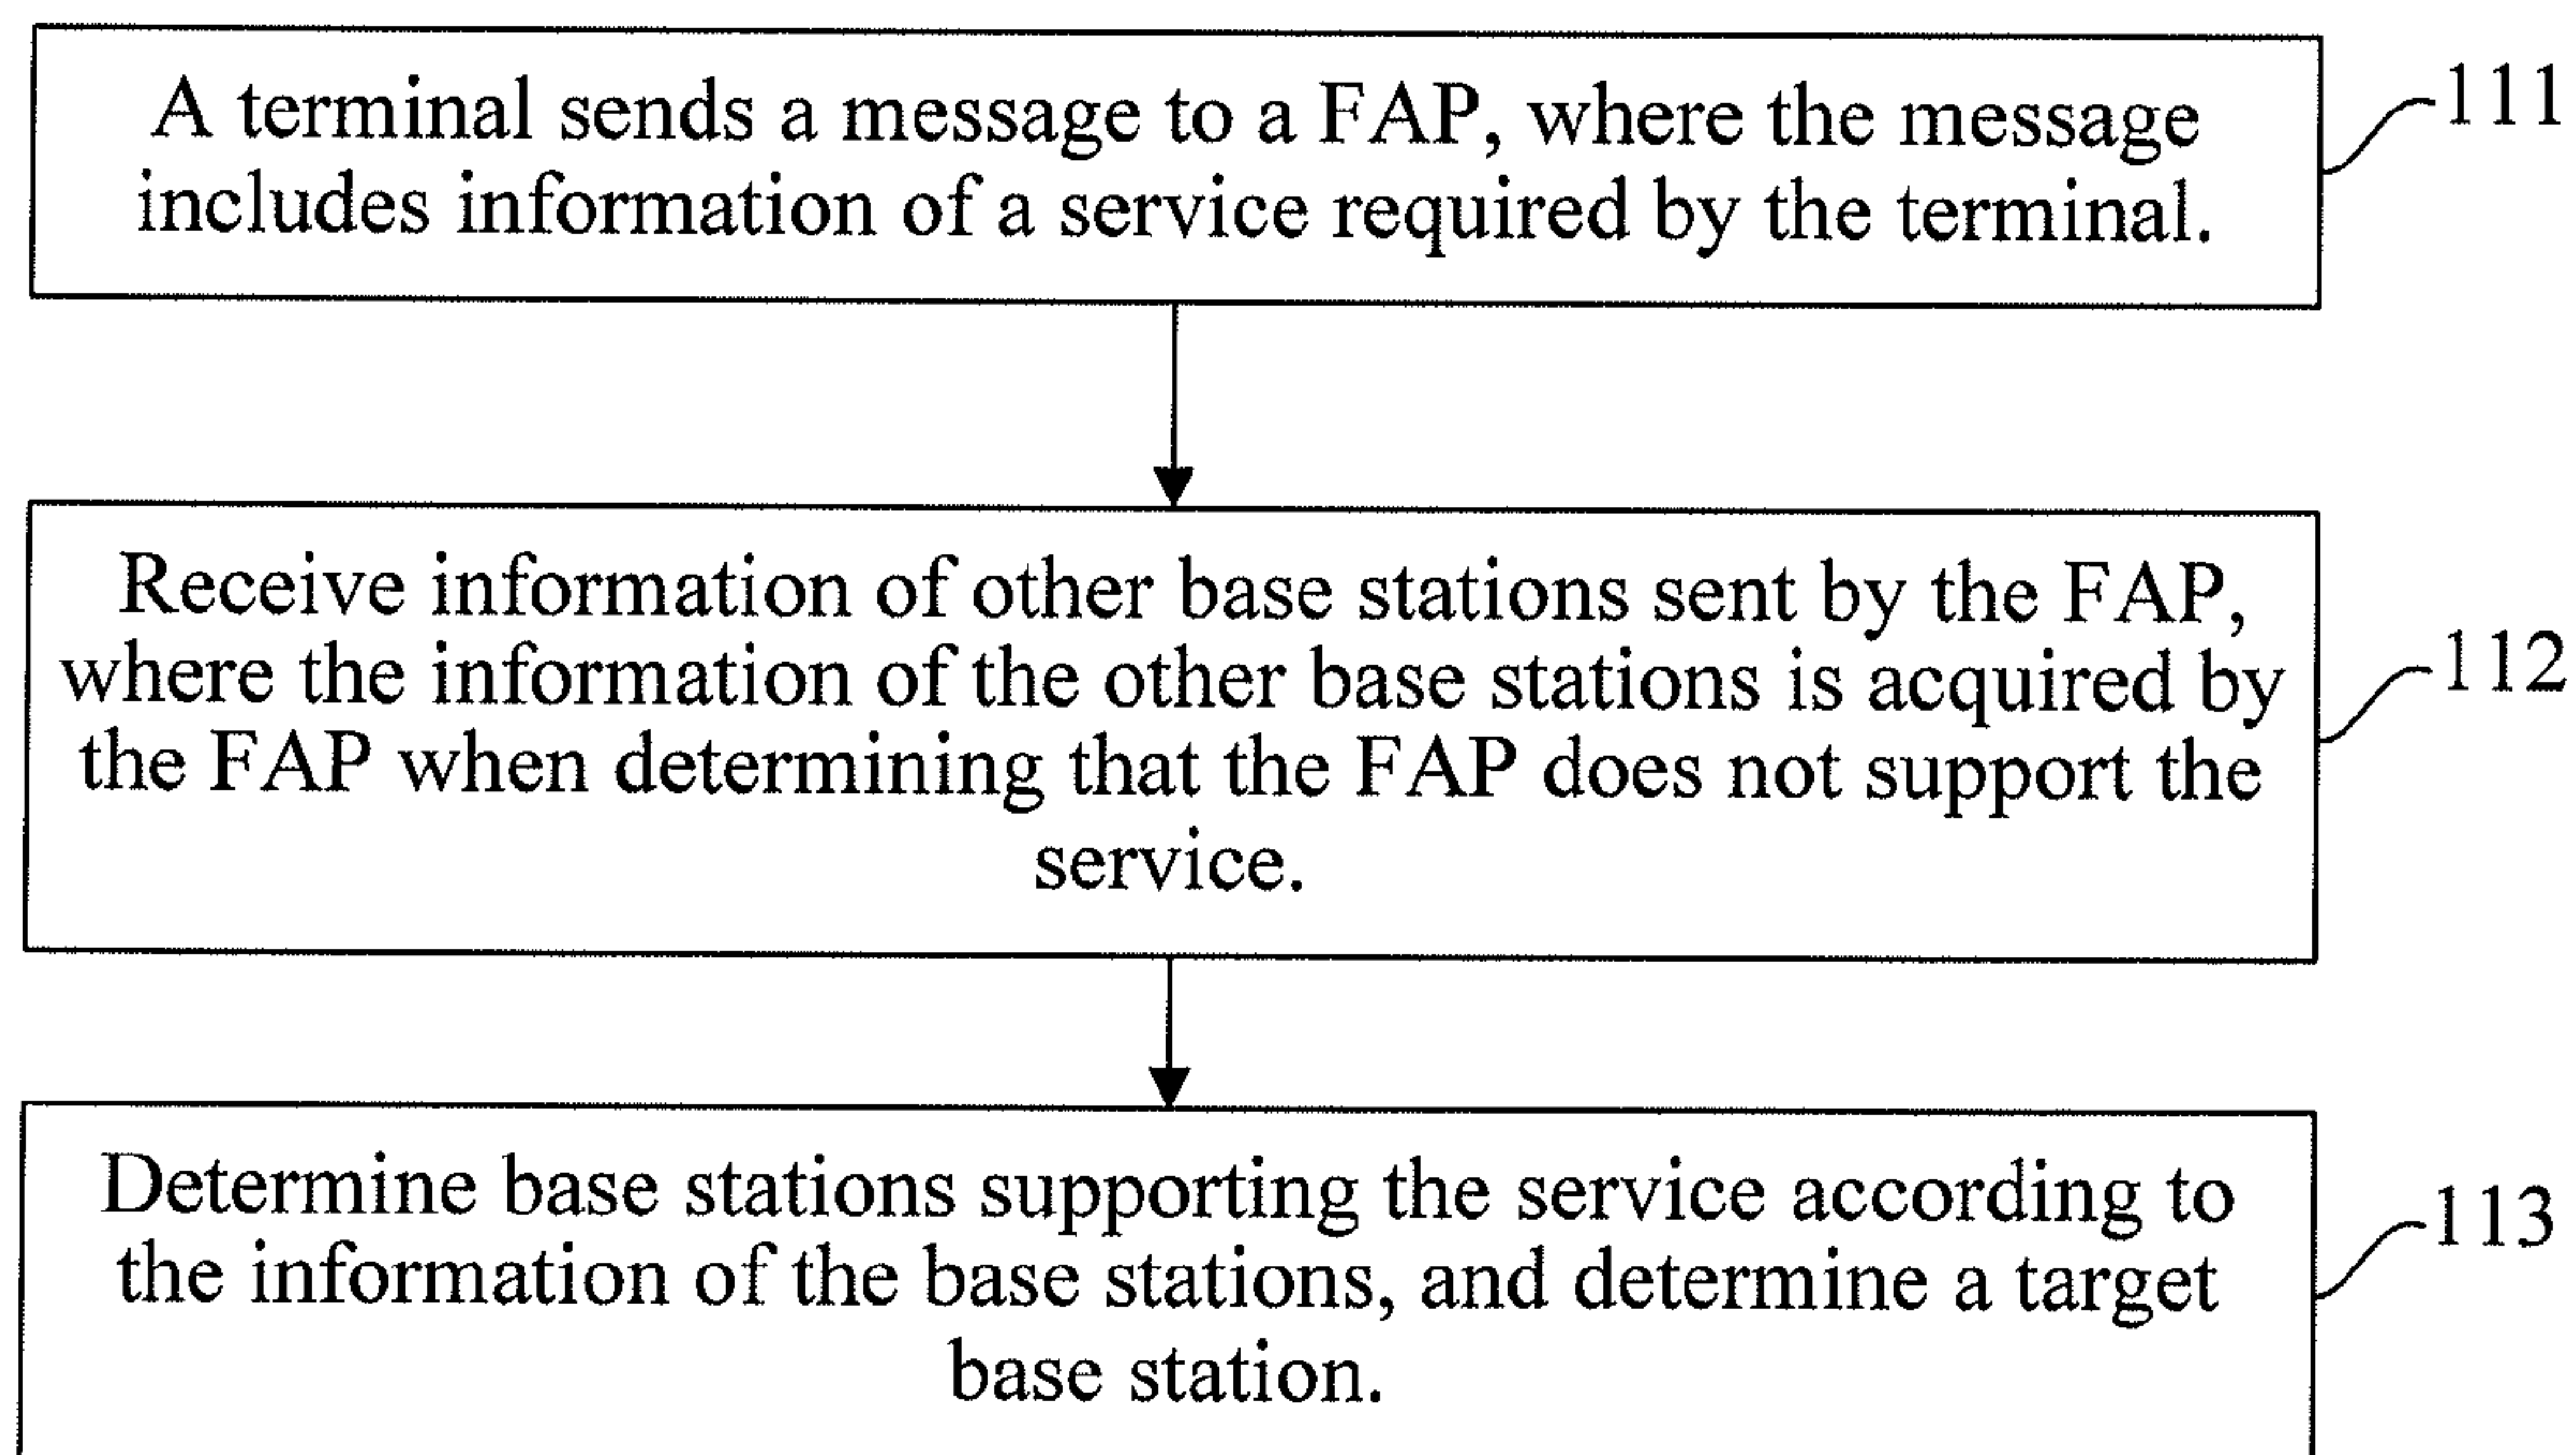 A terminal sends a message to a FAP, where the message
includes information of a service required by the terminal.
111
Receive information of other base stations sent by the FAP,
where the information of the other base stations is acquired by
the FAP when determining that the FAP does not support the
service.
112
Determine base stations supporting the service according to
the information of the base stations, and determine a target
base station.
113